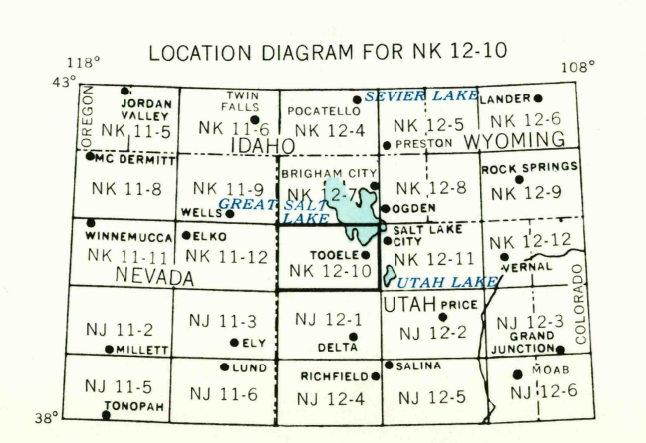 LOCATION DIAGRAM FOR NK 12-10
118°
108°
43°
OREGON
JORDAN
VALLEY
NK 11-5
TWIN
FALLS
NK 11-6
IDAHO
POCATELLO
NK 12-4
SEVIER LAKE
NK 12-5
PRESTON
WYOMING
LANDER
NK 12-6
MC DERMITT
NK 11-8
NK 11-9
WELLS
BRIGHAM CITY
NK 12-7
GREAT SALT
LAKE
NK 12-8
OGDEN
ROCK SPRINGS
NK 12-9
WINNEMUCCA
NK 11-11
ELKO
NK 11-12
NEVADA
TOOELE
NK 12-10
SALT LAKE
CITY
NK 12-11
UTAH LAKE
NK 12-12
VERNAL
COLORADO
NJ 11-2
MILLETT
NJ 11-3
ELY
NJ 12-1
DELTA
UTAH
PRICE
NJ 12-2
NJ 12-3
GRAND
JUNCTION
NJ 11-5
TONOPAH
LUND
NJ 11-6
RICHFIELD
NJ 12-4
SALINA
NJ 12-5
MOAB
NJ 12-6
38°